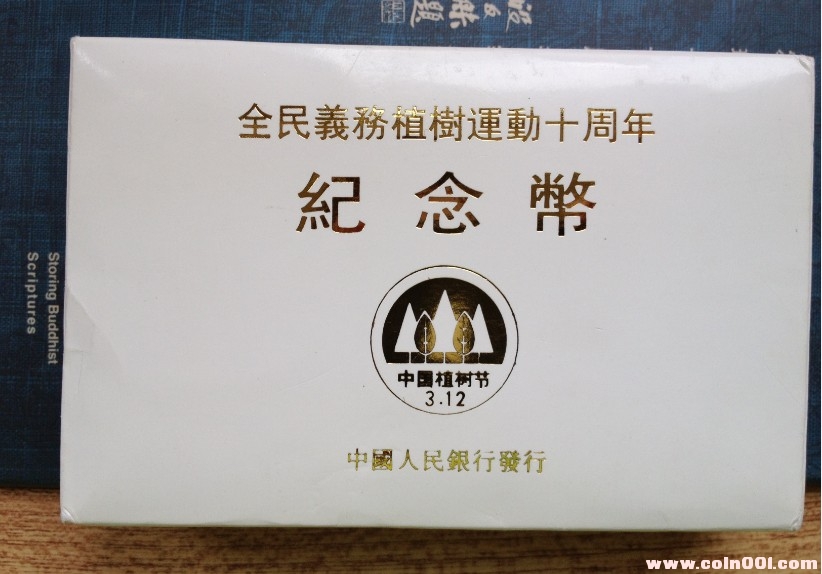 全民義務植樹運動十周年
紀念幣
中国植树节
3.12
中國人民銀行發行
Storing Buddhist
Scriptures
www.coin001.com